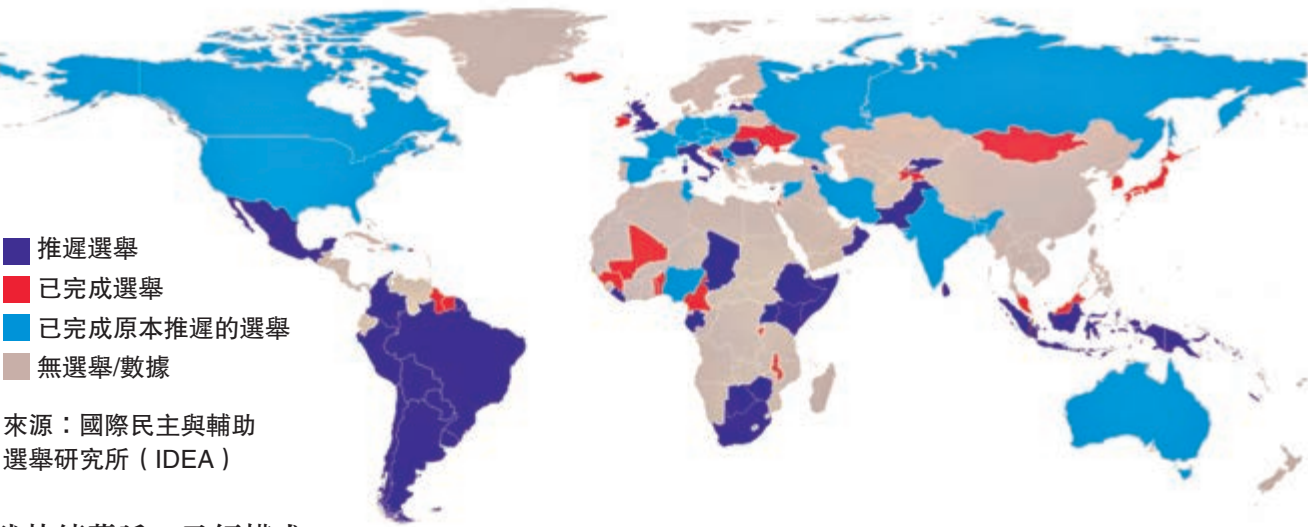 推遲選舉
已完成選舉
已完成原本推遲的選舉
無選舉/數據
來源：國際民主與輔助
選舉研究所（IDEA）